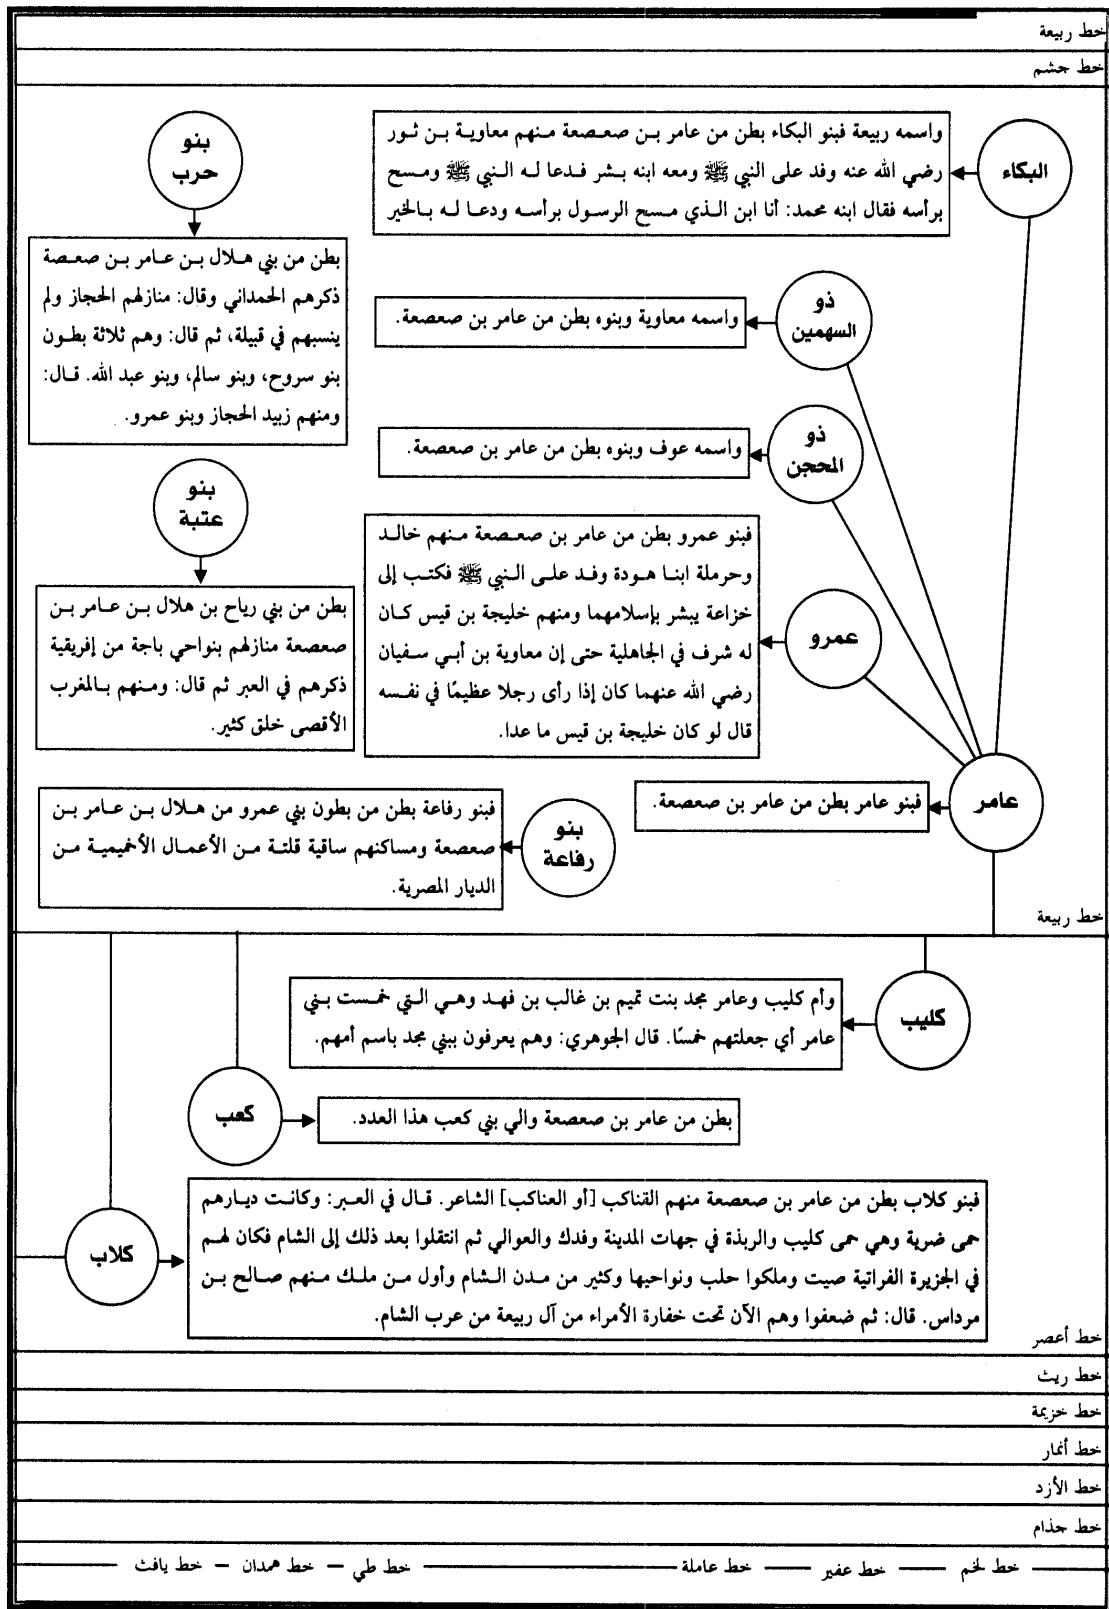 خط ربيعة
خط جشم
البكاء
واسمه ربيعة فبنو البكاء بطن من عامر بن صعصعة منهم معاوية بن ثور
رضي الله عنه وفد على النبي ﷺ ومعه ابنه بشر فدعا له النبي ﷺ ومسح
برأسه فقال ابنه محمد: أنا ابن الذي مسح الرسول برأسه ودعا له بالخير
بنو
حرب
بطن من بني هلال بن عامر بن صعصة
ذكرهم الحمداني وقال: منازلهم الحجاز ولم
ينسبهم في قبيلة، ثم قال: وهم ثلاثة بطون
بنو سروح، وبنو سالم، وبنو عبد الله. قال:
ومنهم زبيد الحجاز وبنو عمرو.
ذو
السهمين
واسمه معاوية وبنوه بطن من عامر بن صعصعة.
ذو
المحجن
واسمه عوف وبنوه بطن من عامر بن صعصعة.
بنو
عتبة
بطن من بني رياح بن هلال بن عامر بن
صعصعة منازلهم بنواحي باجة من إفريقية
ذكرهم في العبر ثم قال: ومنهم بالمغرب
الأقصى خلق كثير.
عمرو
فبنو عمرو بطن من عامر بن صعصعة منهم خالد
وحرملة ابنا هودة وفد على النبي ﷺ فكتب إلى
خزاعة يبشر بإسلامهما ومنهم خليجة بن قيس كان
له شرف في الجاهلية حتى إن معاوية بن أبي سفيان
رضي الله عنهما كان إذا رأى رجلا عظيمًا في نفسه
قال لو كان خليجة بن قيس ما عدا.
عامر
فبنو عامر بطن من عامر بن صعصعة.
بنو
رفاعة
فبنو رفاعة بطن من بطون بني عمرو من هلال بن عامر بن
صعصعة ومساكنهم ساقية قلتة من الأعمال الأخميمية من
الديار المصرية.
خط ربيعة
كليب
وأم كليب وعامر مجد بنت تميم بن غالب بن فهد وهي التي خمست بني
عامر أي جعلتهم خمسًا. قال الجوهري: وهم يعرفون ببني مجد باسم أمهم.
كعب
بطن من عامر بن صعصعة والي بني كعب هذا العدد.
كلاب
فبنو كلاب بطن من عامر بن صعصعة منهم القناكب [أو العناكب] الشاعر. قال في العبر: وكانت ديارهم
حمى ضرية وهي حمى كليب والربذة في جهات المدينة وفدك والعوالي ثم انتقلوا بعد ذلك إلى الشام فكان لهم
في الجزيرة الفراتية صيت وملكوا حلب ونواحيها وكثير من مدن الشام وأول من ملك منهم صالح بن
مرداس. قال: ثم ضعفوا وهم الآن تحت خفارة الأمراء من آل ربيعة من عرب الشام.
خط أعصر
خط ريث
خط خزيمة
خط أنمار
خط الأزد
خط جذام
خط لخم — خط عفير — خط عاملة — خط طي – خط همدان – خط يافث